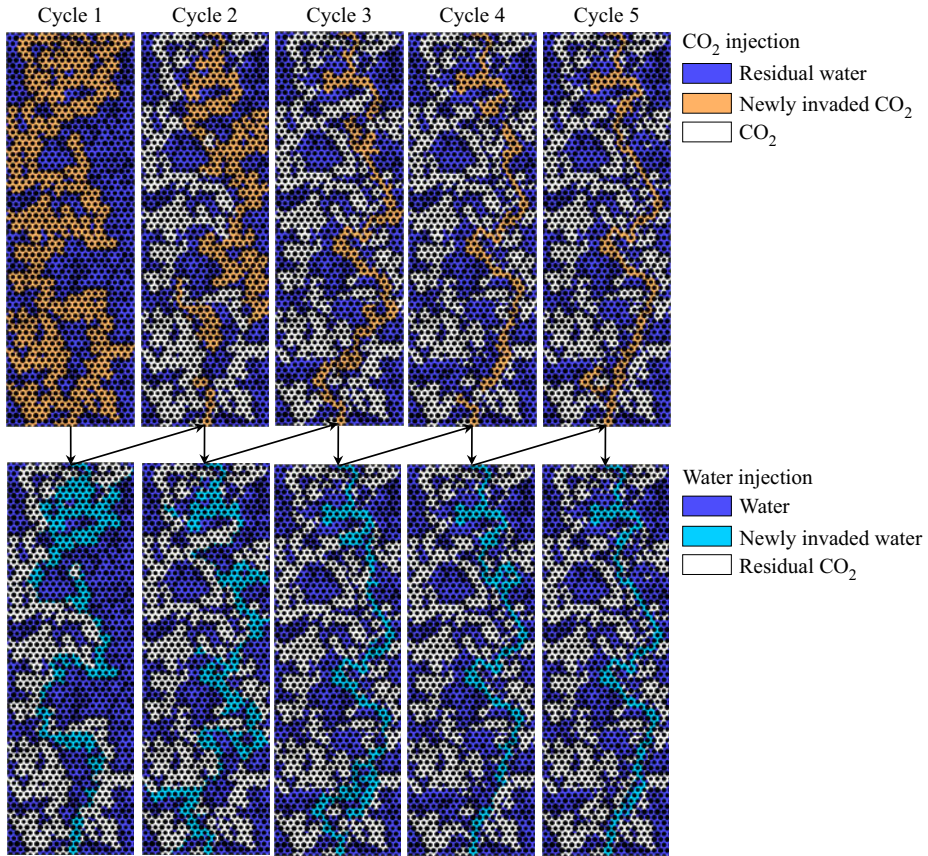 Cycle 1
Cycle 2
Cycle 3
Cycle 4
Cycle 5
CO₂ injection
Residual water
Newly invaded CO₂
CO₂
Water injection
Water
Newly invaded water
Residual CO₂